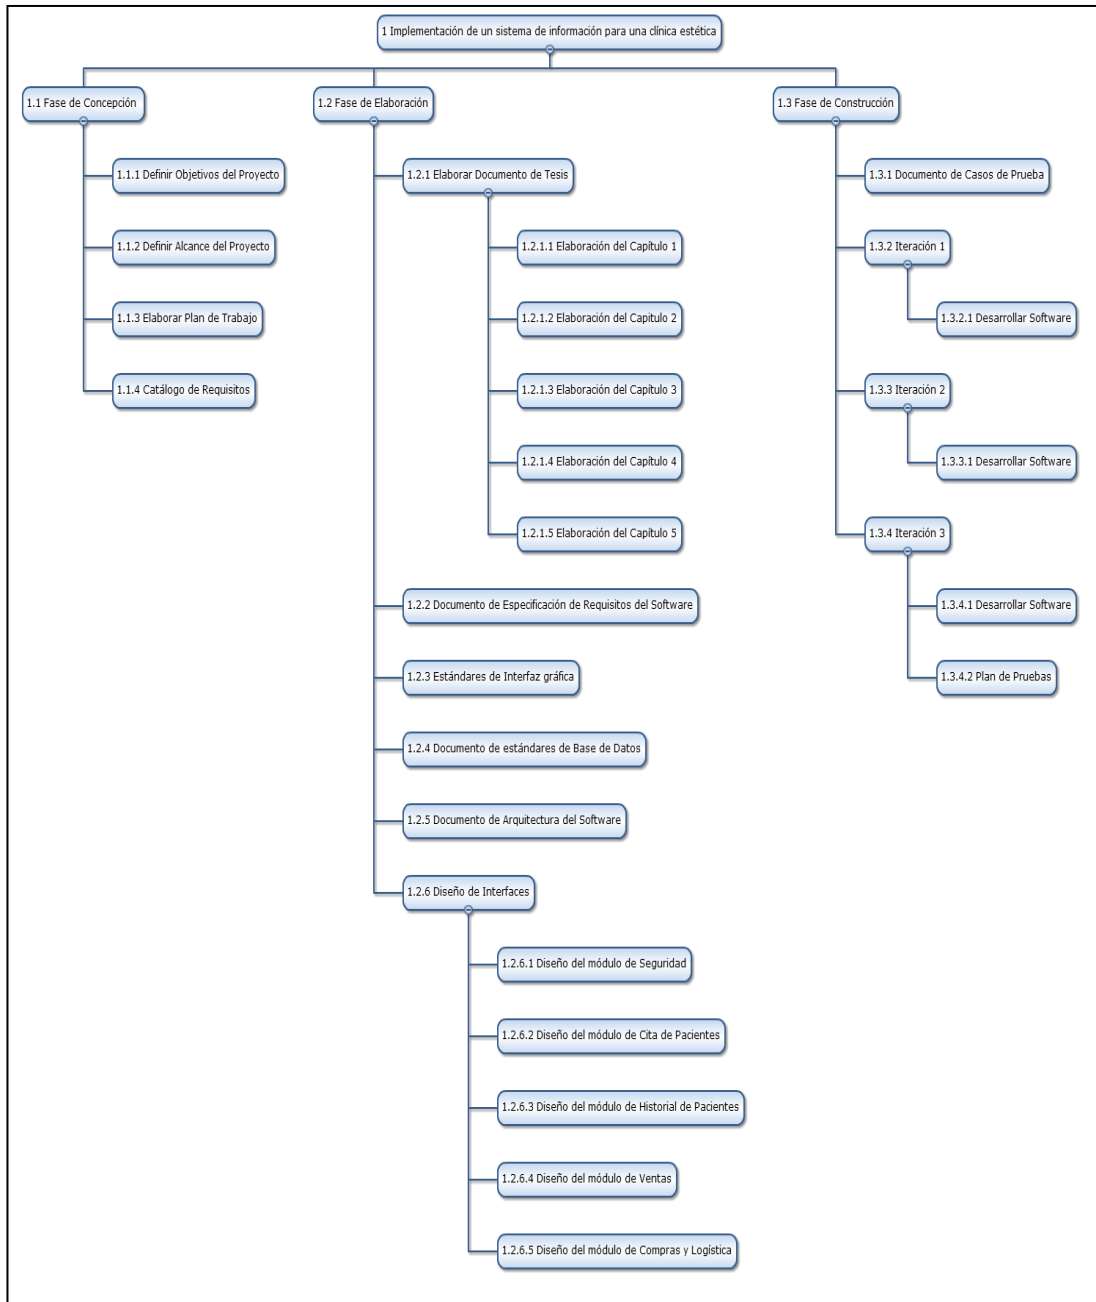 1 Implementación de un sistema de información para una clínica estética
1.1 Fase de Concepción
1.1.1 Definir Objetivos del Proyecto
1.1.2 Definir Alcance del Proyecto
1.1.3 Elaborar Plan de Trabajo
1.1.4 Catálogo de Requisitos
1.2 Fase de Elaboración
1.2.1 Elaborar Documento de Tesis
1.2.1.1 Elaboración del Capítulo 1
1.2.1.2 Elaboración del Capitulo 2
1.2.1.3 Elaboración del Capítulo 3
1.2.1.4 Elaboración del Capítulo 4
1.2.1.5 Elaboración del Capítulo 5
1.2.2 Documento de Especificación de Requisitos del Software
1.2.3 Estándares de Interfaz gráfica
1.2.4 Documento de estándares de Base de Datos
1.2.5 Documento de Arquitectura del Software
1.2.6 Diseño de Interfaces
1.2.6.1 Diseño del módulo de Seguridad
1.2.6.2 Diseño del módulo de Cita de Pacientes
1.2.6.3 Diseño del módulo de Historial de Pacientes
1.2.6.4 Diseño del módulo de Ventas
1.2.6.5 Diseño del módulo de Compras y Logística
1.3 Fase de Construcción
1.3.1 Documento de Casos de Prueba
1.3.2 Iteración 1
1.3.2.1 Desarrollar Software
1.3.3 Iteración 2
1.3.3.1 Desarrollar Software
1.3.4 Iteración 3
1.3.4.1 Desarrollar Software
1.3.4.2 Plan de Pruebas